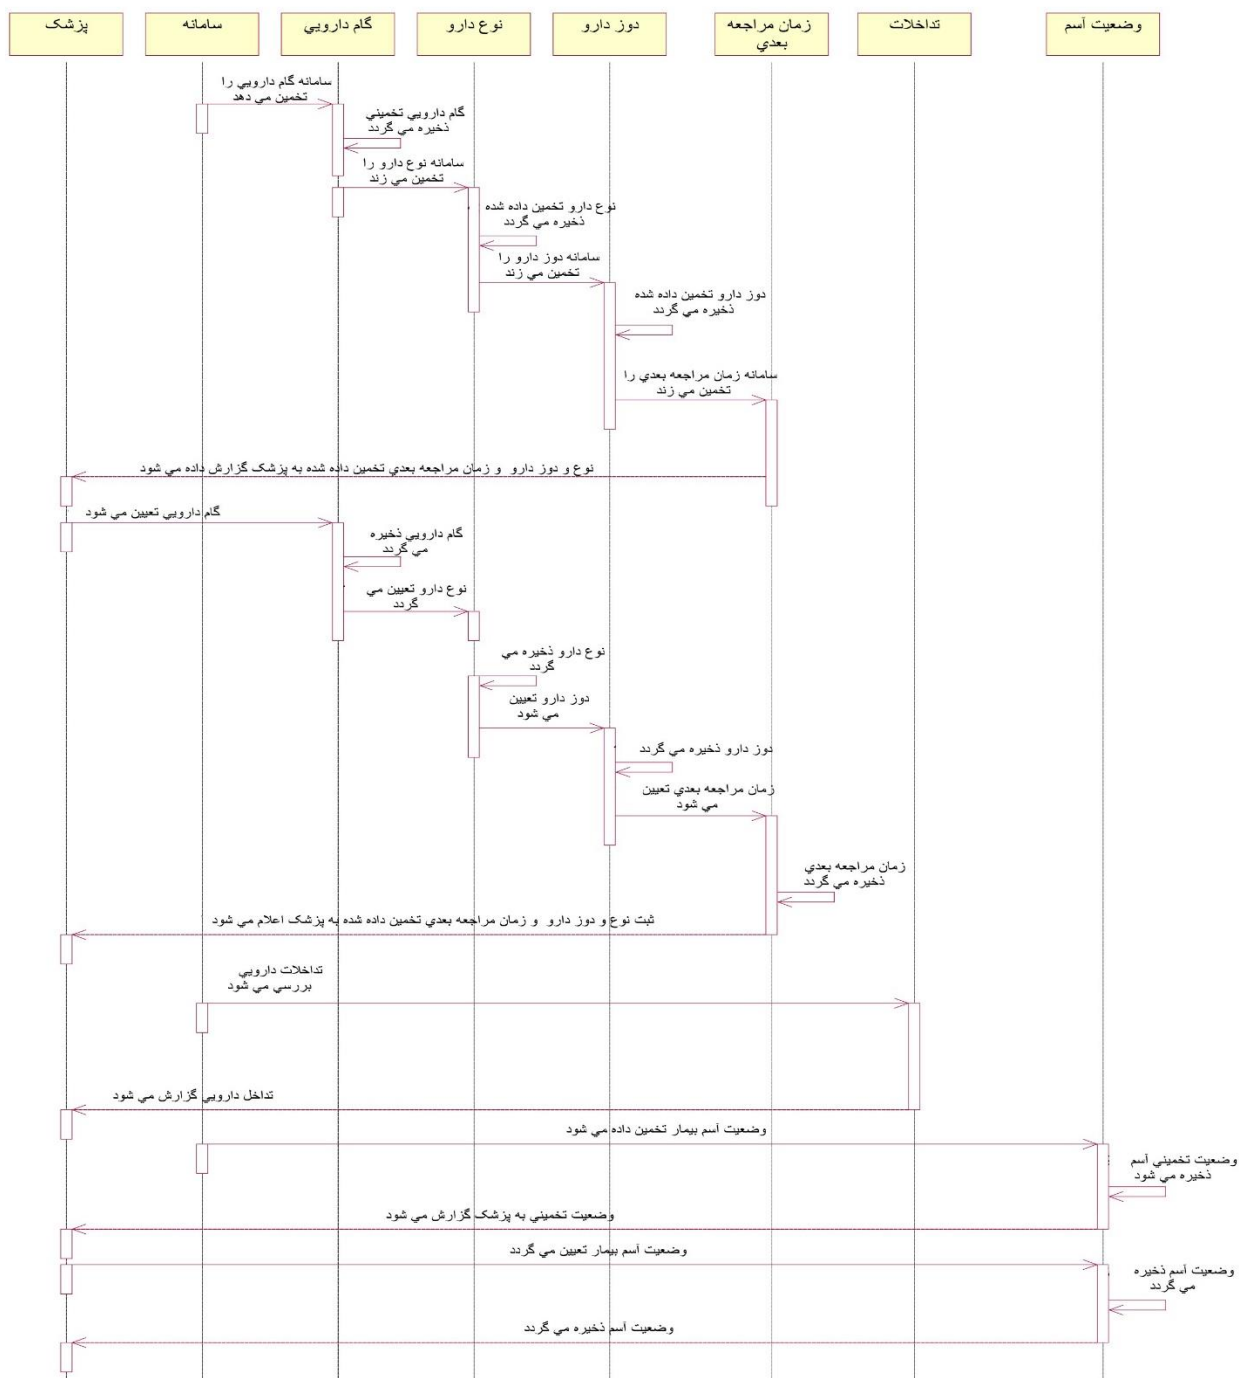 پزشک
سامانه
گام دارويي
نوع دارو
دوز دارو
زمان مراجعه
بعدي
تداخلات
وضعيت آسم
سامانه گام دارويي را
تخمين مي دهد
گام دارويي تخميني
ذخيره مي گردد
سامانه نوع دارو را
تخمين مي زند
نوع دارو تخمين داده شده
ذخيره مي گردد
سامانه دوز دارو را
تخمين مي زند
دوز دارو تخمين داده شده
ذخيره مي گردد
سامانه زمان مراجعه بعدي را
تخمين مي زند
نوع و دوز دارو و زمان مراجعه بعدي تخمين داده شده به پزشک گزارش داده مي شود
گام دارويي تعيين مي شود
گام دارويي ذخيره
مي گردد
نوع دارو تعيين مي
گردد
نوع دارو ذخيره مي
گردد
دوز دارو تعيين
مي شود
دوز دارو ذخيره مي گردد
زمان مراجعه بعدي تعيين
مي شود
زمان مراجعه بعدي
ذخيره مي گردد
ثبت نوع و دوز دارو و زمان مراجعه بعدي تخمين داده شده به پزشک اعلام مي شود
تداخلات دارويي
بررسي مي شود
تداخل دارويي گزارش مي شود
وضعيت آسم بيمار تخمين داده مي شود
وضعيت تخميني آسم
ذخيره مي شود
وضعيت تخميني به پزشک گزارش مي شود
وضعيت آسم بيمار تعيين مي گردد
وضعيت آسم ذخيره
مي گردد
وضعيت آسم ذخيره مي گردد